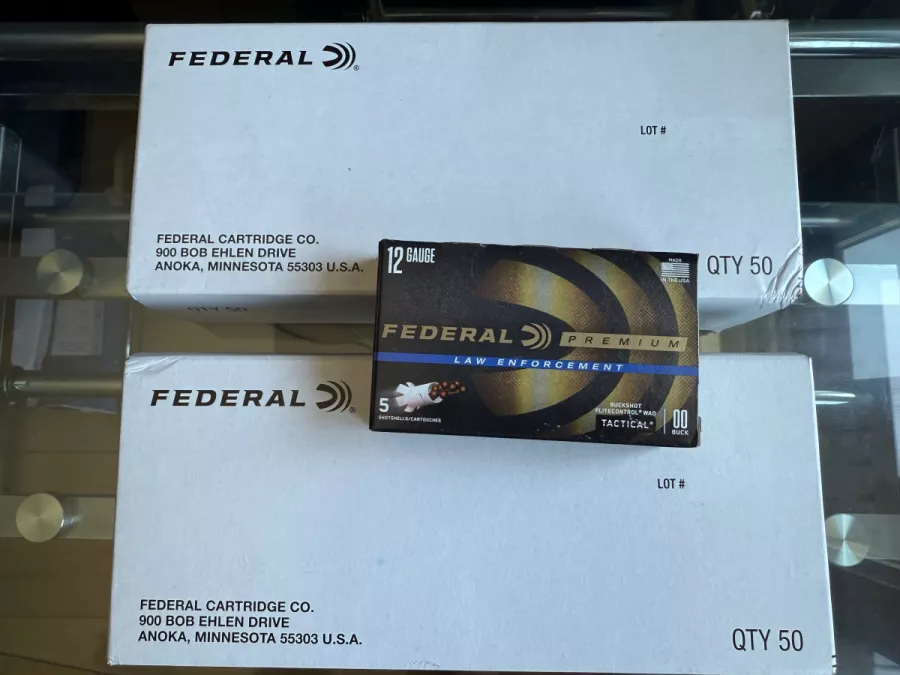 FEDERAL
LOT #
FEDERAL CARTRIDGE CO.
900 BOB EHLEN DRIVE
ANOKA, MINNESOTA 55303 U.S.A.
QTY 50
QTY 50
12 GAUGE
MADE
IN THE USA
FEDERAL PREMIUM
LAW ENFORCEMENT
5
SHOTSHELLS/CARTOUCHES
BUCKSHOT
FLITECONTROL® WAD
TACTICAL®
00
BUCK
FEDERAL
LOT #
FEDERAL CARTRIDGE CO.
900 BOB EHLEN DRIVE
ANOKA, MINNESOTA 55303 U.S.A.
QTY 50